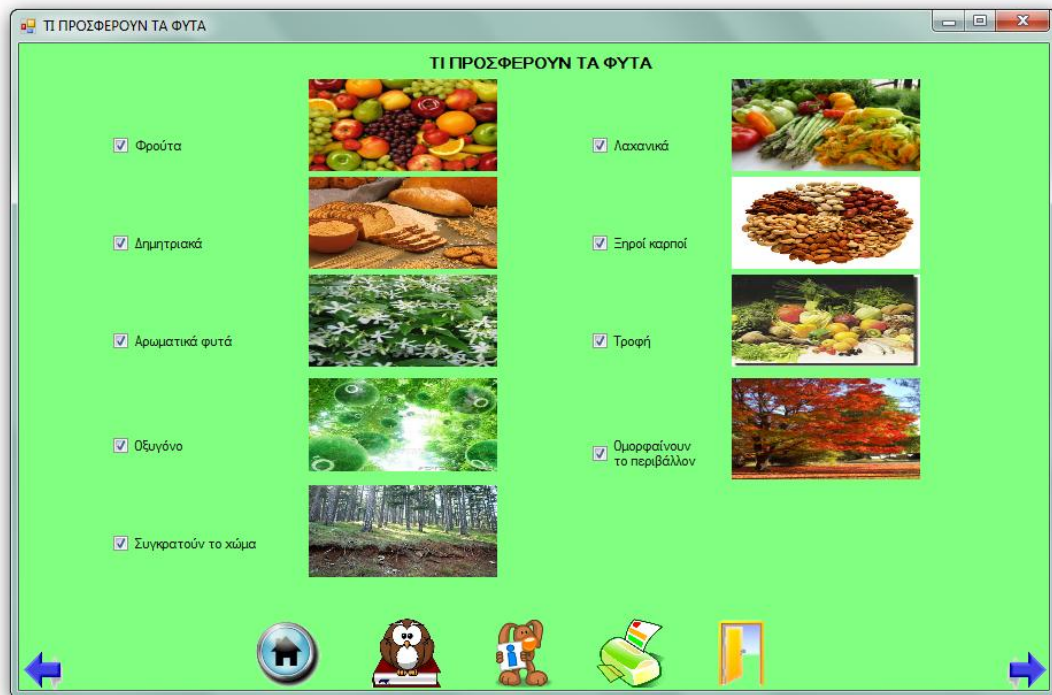 ΤΙ ΠΡΟΣΦΕΡΟΥΝ ΤΑ ΦΥΤΑ
ΤΙ ΠΡΟΣΦΕΡΟΥΝ ΤΑ ΦΥΤΑ
Φρούτα
Λαχανικά
Δημητριακά
Ξηροί καρποί
Αρωματικά φυτά
Τροφή
Οξυγόνο
Ομορφαίνουν
το περιβάλλον
Συγκρατούν το χώμα